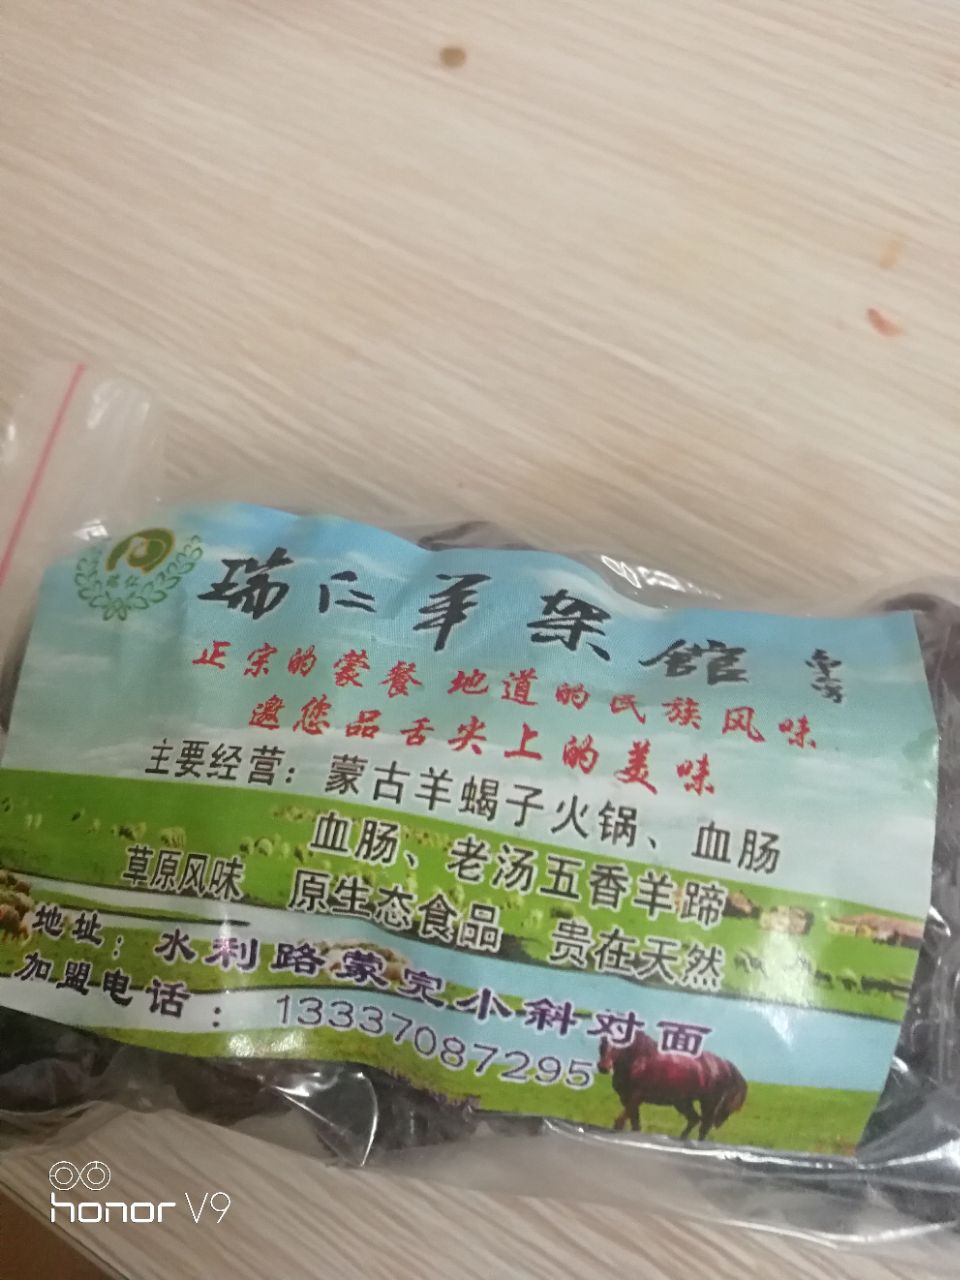 瑞仁
瑞仁羊架馆
正宗的蒙餐 地道的民族风味
邀您品舌尖上的美味
主要经营：蒙古羊蝎子火锅、血肠
血肠、老汤五香羊蹄
草原风味 原生态食品 贵在天然
地址：水利路蒙完小斜对面
加盟电话：13337087295
honor V9